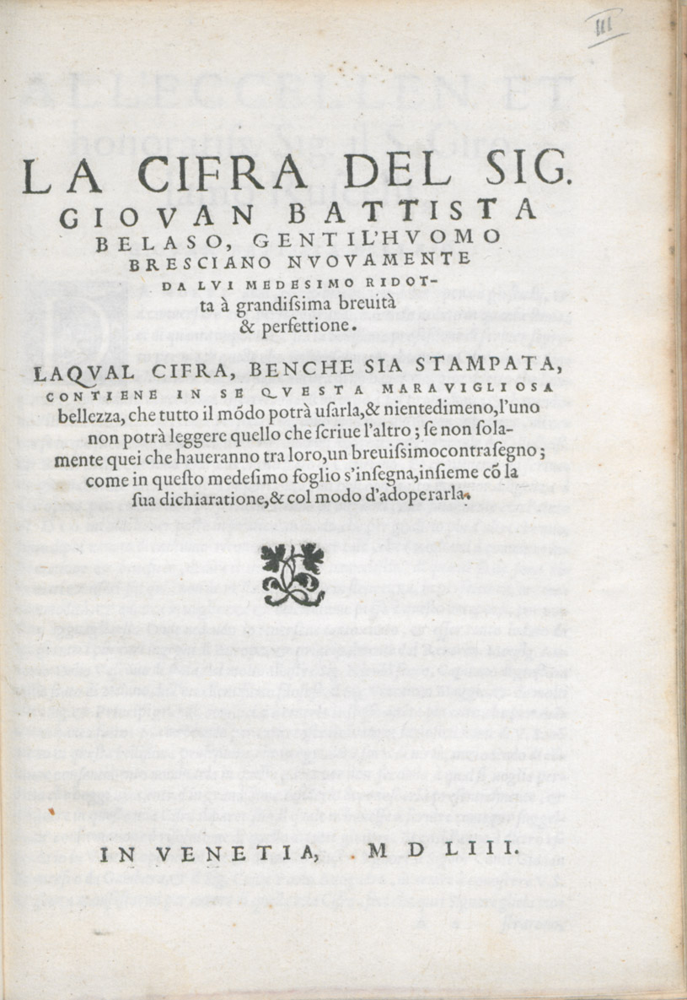 III
LA CIFRA DEL SIG.
GIOVAN BATTISTA
BELASO, GENTIL'HVOMO
BRESCIANO NVOVAMENTE
DA LVI MEDESIMO RIDOT-
ta à grandiſsima breuità
& perfettione.
LAQVAL CIFRA, BENCHE SIA STAMPATA,
CONTIENE IN SE QVESTA MARAVIGLIOSA
bellezza, che tutto il mõdo potrà uſarla,& nientedimeno,l'uno
non potrà leggere quello che ſcriue l'altro; ſe non ſola-
mente quei che haueranno tra loro,un breuiſsimocontraſegno;
come in queſto medeſimo foglio s'inſegna,inſieme cõ la
ſua dichiaratione,& col modo d'adoperarla.
IN VENETIA, M D LIII.